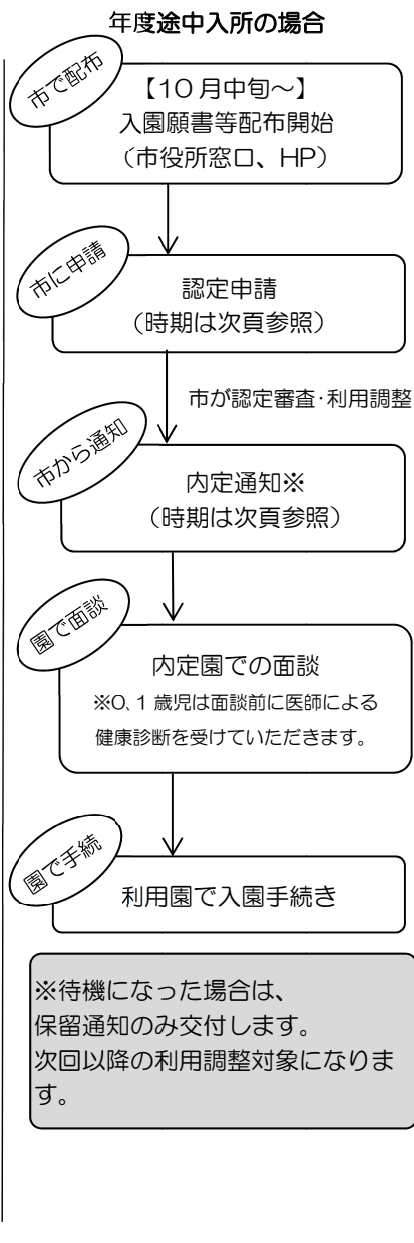 年度途中入所の場合
市で配布
【10月中旬～】
入園願書等配布開始
（市役所窓口、HP）
市に申請
認定申請
（時期は次頁参照）
市が認定審査・利用調整
市から通知
内定通知※
（時期は次頁参照）
園で面談
内定園での面談
※0、1歳児は面談前に医師による
健康診断を受けていただきます。
園で手続
利用園で入園手続き
※待機になった場合は、
保留通知のみ交付します。
次回以降の利用調整対象になりま
す。